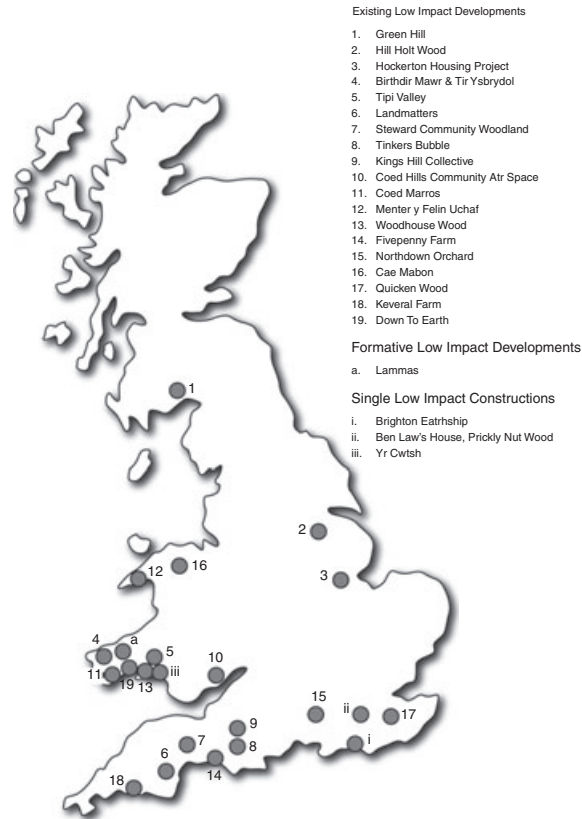 Existing Low Impact Developments
1. Green Hill
2. Hill Holt Wood
3. Hockerton Housing Project
4. Birthdir Mawr & Tir Ysbrydol
5. Tipi Valley
6. Landmatters
7. Steward Community Woodland
8. Tinkers Bubble
9. Kings Hill Collective
10. Coed Hills Community Atr Space
11. Coed Marros
12. Menter y Felin Uchaf
13. Woodhouse Wood
14. Fivepenny Farm
15. Northdown Orchard
16. Cae Mabon
17. Quicken Wood
18. Keveral Farm
19. Down To Earth
Formative Low Impact Developments
a. Lammas
Single Low Impact Constructions
i. Brighton Eatrhship
ii. Ben Law's House, Prickly Nut Wood
iii. Yr Cwtsh
1
2
16
12
3
4
a
5
10
11
19
13
iii
15
ii
17
9
7
8
i
6
14
18